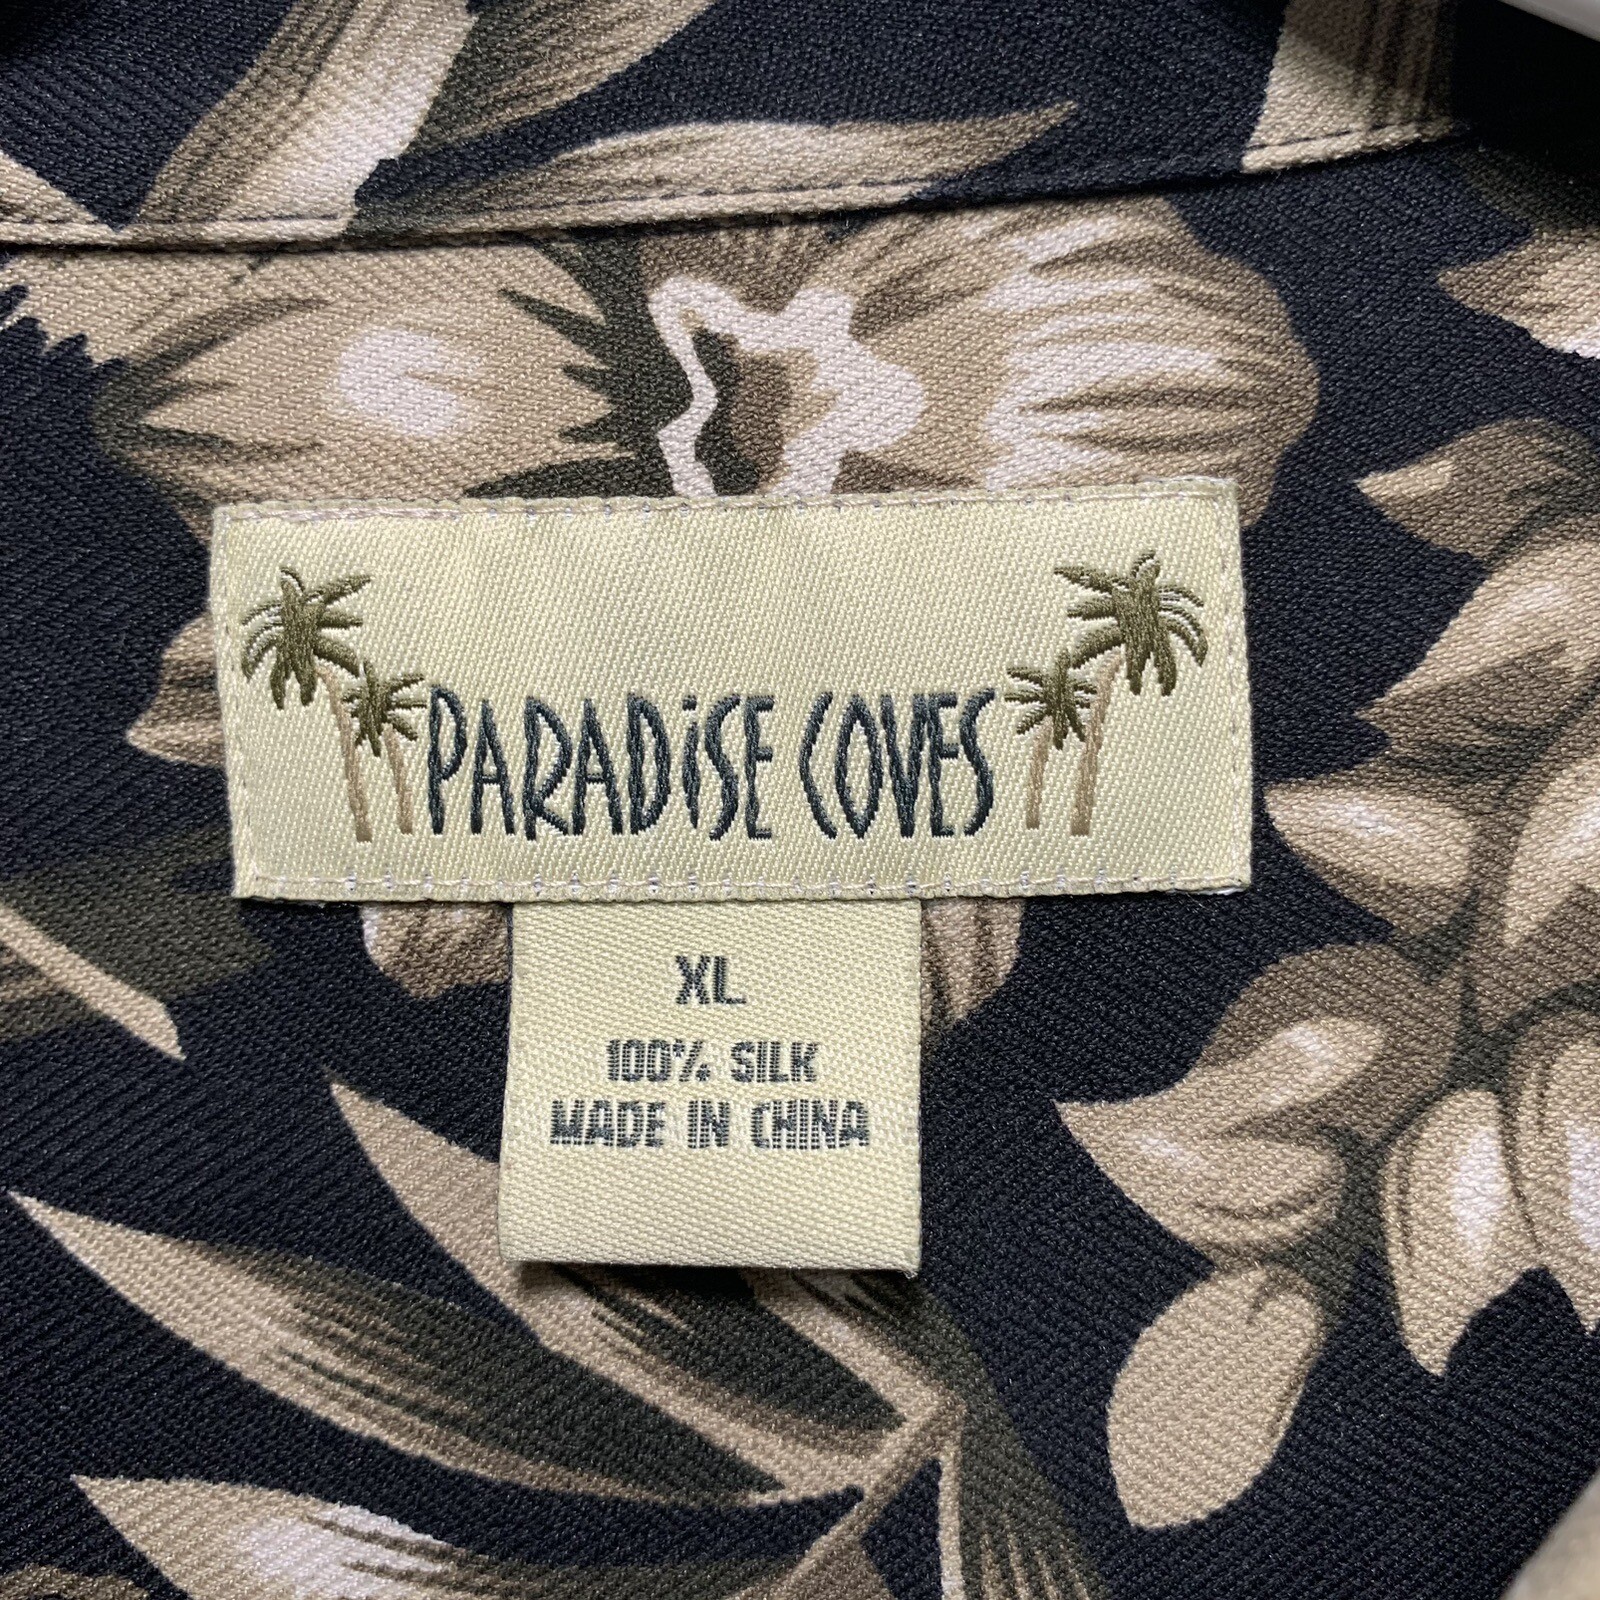 PARADiSE COVES
XL
100% SILK
MADE IN CHINA